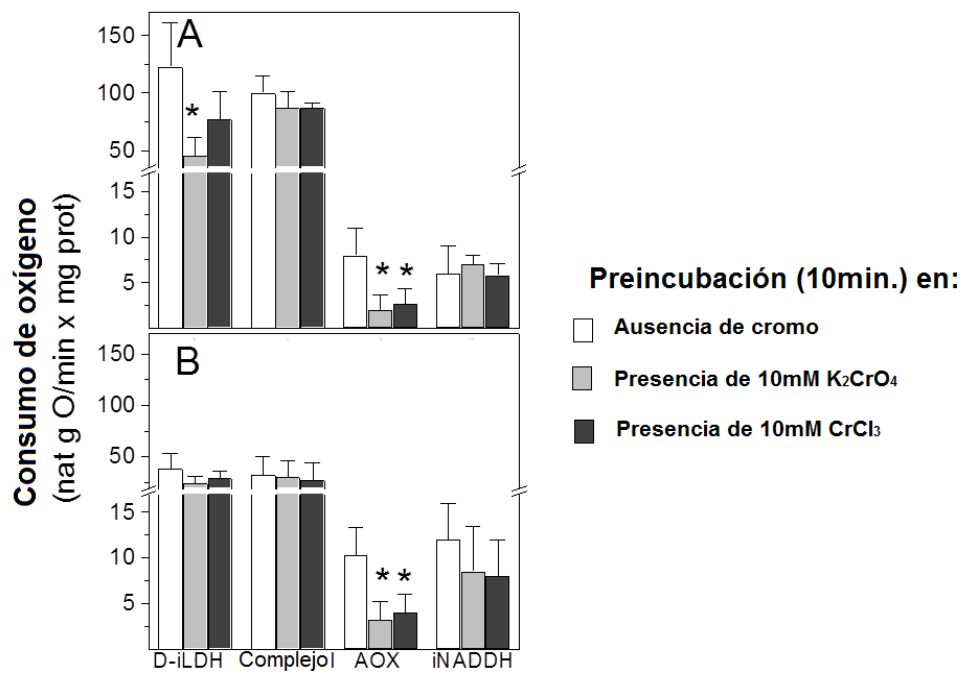 Consumo de oxígeno
(nat g O/min x mg prot)
A
150
100
50
15
10
5
*
*
*
B
150
100
50
15
10
5
*
*
D-iLDH
ComplejoI
AOX
iNADDH
Preincubación (10min.) en:
Ausencia de cromo
Presencia de 10mM K₂CrO₄
Presencia de 10mM CrCl₃